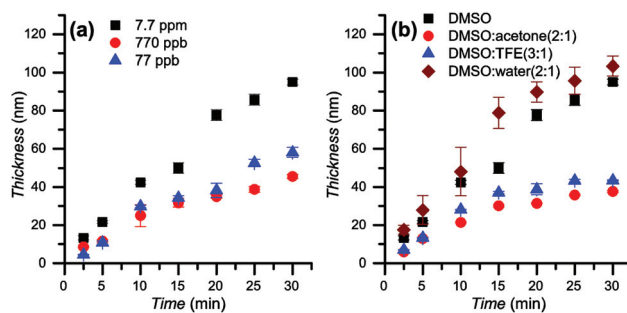 (a)
7.7 ppm
770 ppb
77 ppb
Thickness (nm)
120
100
80
60
40
20
0
0 5 10 15 20 25 30
Time (min)
(b)
DMSO
DMSO:acetone(2:1)
DMSO:TFE(3:1)
DMSO:water(2:1)
Thickness (nm)
120
100
80
60
40
20
0
0 5 10 15 20 25 30
Time (min)